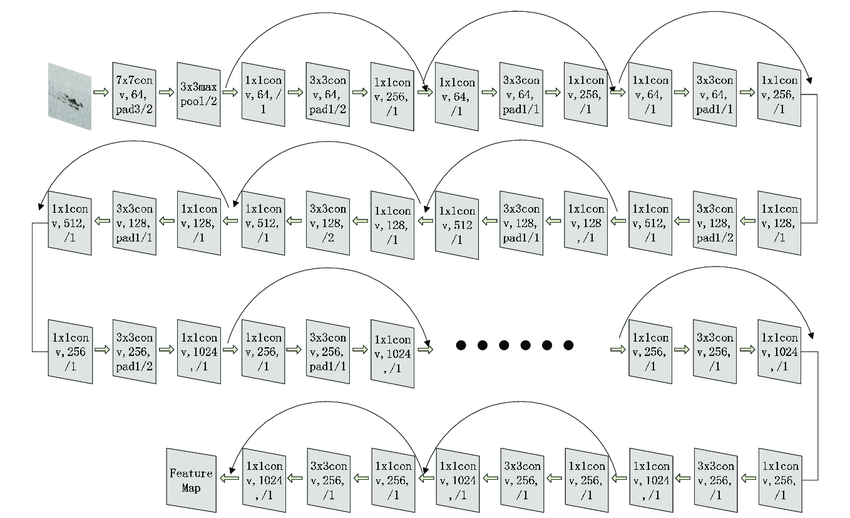 7x7con
v,64,
pad3/2
3x3max
pool/2
1x1con
v,64,/
1
3x3con
v,64,
pad1/2
1x1con
v,256,
/1
1x1con
v,64,
/1
3x3con
v,64,
pad1/1
1x1con
v,256,
/1
1x1con
v,64,
/1
3x3con
v,64,
pad1/1
1x1con
v,256,
/1
1x1con
v,512,
/1
3x3con
v,128,
pad1/1
1x1con
v,128,
/1
1x1con
v,512,
/1
3x3con
v,128,
/2
1x1con
v,128,
/1
1x1con
v,512
/1
3x3con
v,128,
pad1/1
1x1con
v,128
,/1
1x1con
v,512,
/1
3x3con
v,128,
pad1/2
1x1con
v,128,
/1
1x1con
v,256
/1
3x3con
v,256,
pad1/2
1x1con
v,1024
,/1
1x1con
v,256,
/1
3x3con
v,256,
pad1/1
1x1con
v,1024
,/1
1x1con
v,256,
/1
3x3con
v,256,
/1
1x1con
v,1024
,/1
Feature
Map
1x1con
v,1024
,/1
3x3con
v,256,
/1
1x1con
v,256,
/1
1x1con
v,1024
,/1
3x3con
v,256,
/1
1x1con
v,256,
/1
1x1con
v,1024
,/1
3x3con
v,256,
/1
1x1con
v,256,
/1